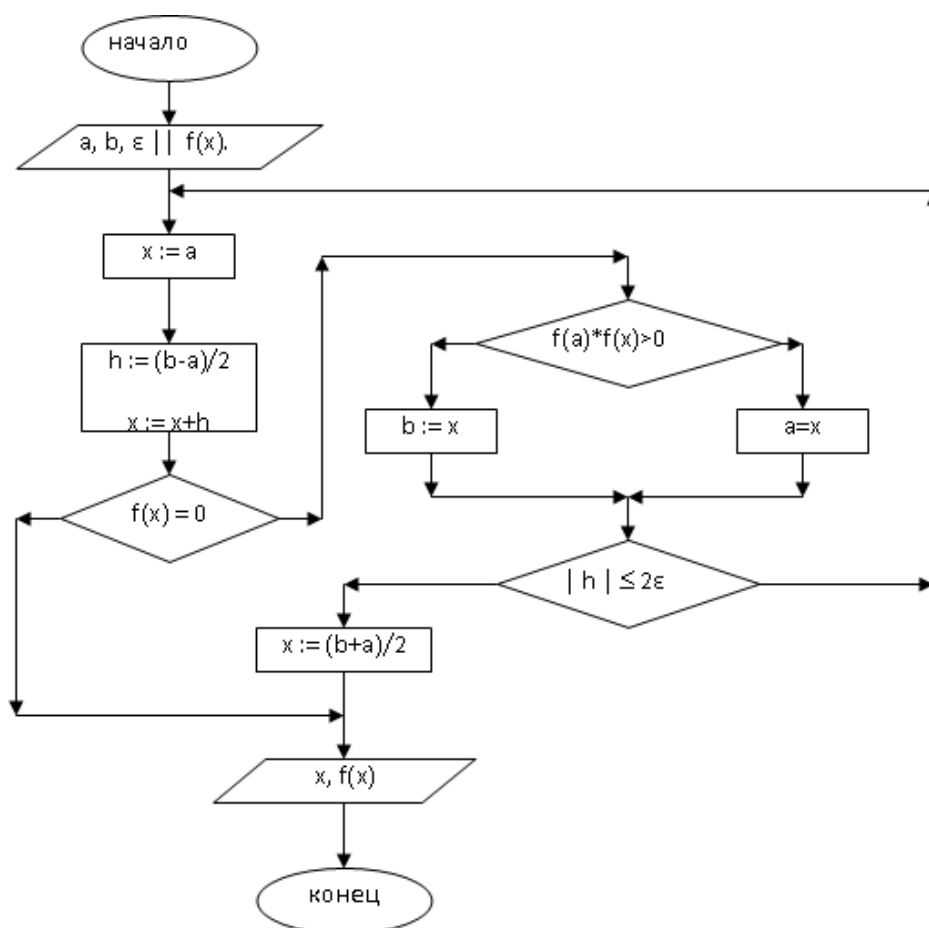 начало
a, b, ε || f(x).
x := a
h := (b-a)/2
x := x+h
f(x) = 0
f(a)*f(x)>0
b := x
a=x
| h | ≤ 2ε
x := (b+a)/2
x, f(x)
конец